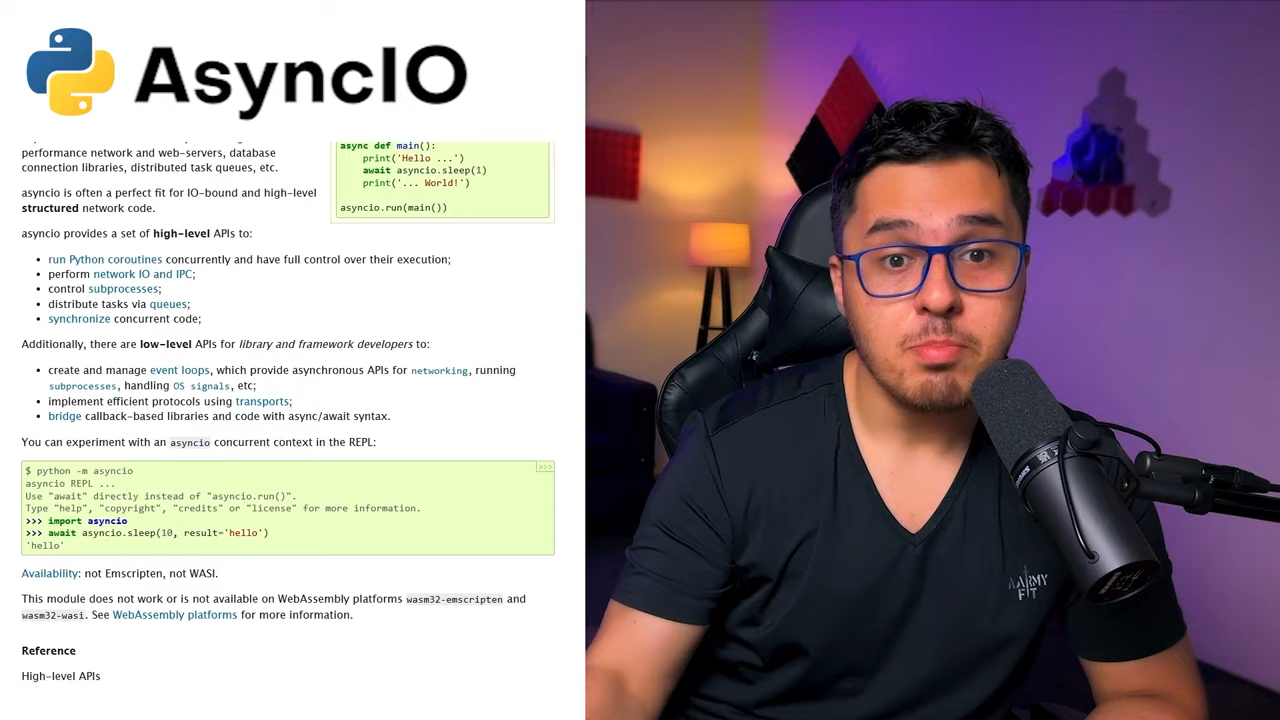 AsyncIO
performance network and web-servers, database
connection libraries, distributed task queues, etc.
asyncio is often a perfect fit for IO-bound and high-level
structured network code.
async def main():
print('Hello ...')
await asyncio.sleep(1)
print('... World!')
asyncio.run(main())
asyncio provides a set of high-level APIs to:
• run Python coroutines concurrently and have full control over their execution;
• perform network IO and IPC;
• control subprocesses;
• distribute tasks via queues;
• synchronize concurrent code;
Additionally, there are low-level APIs for library and framework developers to:
• create and manage event loops, which provide asynchronous APIs for networking, running
subprocesses, handling OS signals, etc;
• implement efficient protocols using transports;
• bridge callback-based libraries and code with async/await syntax.
You can experiment with an asyncio concurrent context in the REPL:
>>>
$ python -m asyncio
asyncio REPL ...
Use "await" directly instead of "asyncio.run()".
Type "help", "copyright", "credits" or "license" for more information.
>>> import asyncio
>>> await asyncio.sleep(10, result='hello')
'hello'
Availability: not Emscripten, not WASI.
This module does not work or is not available on WebAssembly platforms wasm32-emscripten and
wasm32-wasi. See WebAssembly platforms for more information.
Reference
High-level APIs
ARMY
FIT